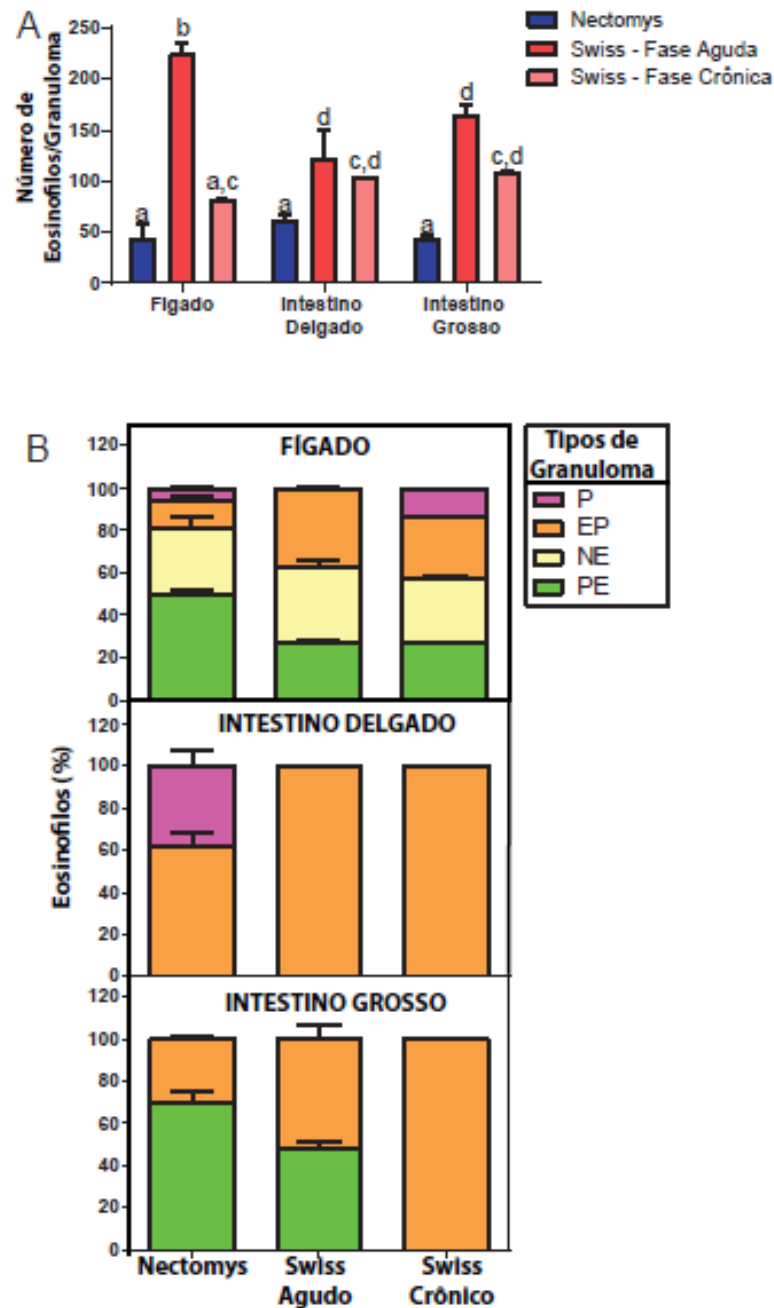 A
Número de
Eosinofilos/Granuloma
250
200
150
100
50
0
a
b
a,c
a
d
c,d
a
d
c,d
Fígado
Intestino
Delgado
Intestino
Grosso
Nectomys
Swiss - Fase Aguda
Swiss - Fase Crônica
B
Eosinofilos (%)
FÍGADO
120
100
80
60
40
20
0
INTESTINO DELGADO
120
100
80
60
40
20
0
INTESTINO GROSSO
120
100
80
60
40
20
0
Nectomys
Swiss
Agudo
Swiss
Crônico
Tipos de
Granuloma
P
EP
NE
PE